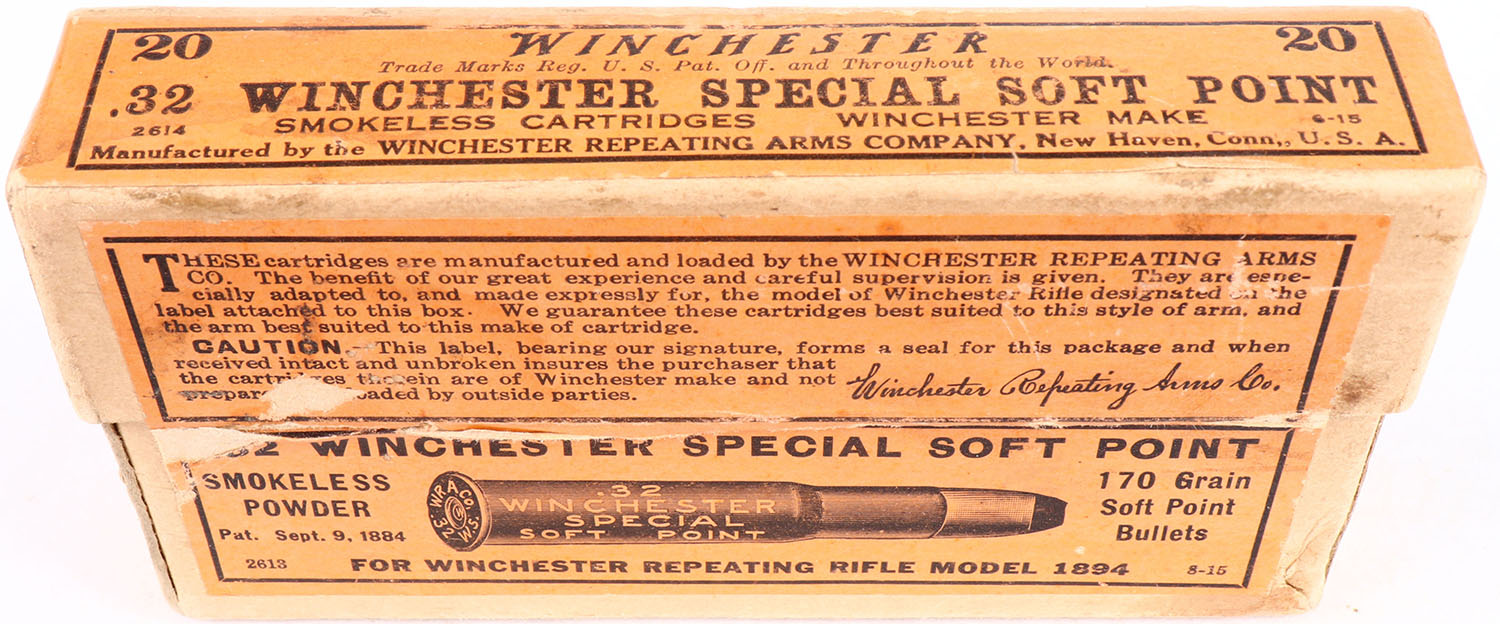 20 WINCHESTER 20
Trade Marks Reg. U. S. Pat. Off. and Throughout the World.
.32 WINCHESTER SPECIAL SOFT POINT
2614 SMOKELESS CARTRIDGES WINCHESTER MAKE 6-15
Manufactured by the WINCHESTER REPEATING ARMS COMPANY, New Haven, Conn., U. S. A.
THESE cartridges are manufactured and loaded by the WINCHESTER REPEATING ARMS
CO. The benefit of our great experience and careful supervision is given. They are espe-
cially adapted to, and made expressly for, the model of Winchester Rifle designated on the
label attached to this box. We guarantee these cartridges best suited to this style of arm, and
the arm best suited to this make of cartridge.
CAUTION.—This label, bearing our signature, forms a seal for this package and when
received intact and unbroken insures the purchaser that
the cartridges therein are of Winchester make and not
by outside parties.
Winchester Repeating Arms Co.
32 WINCHESTER SPECIAL SOFT POINT
SMOKELESS
POWDER
Pat. Sept. 9, 1884
2613
W.R.A.Co.
32 W.S.
.32
WINCHESTER
SPECIAL
SOFT POINT
170 Grain
Soft Point
Bullets
FOR WINCHESTER REPEATING RIFLE MODEL 1894
8-15